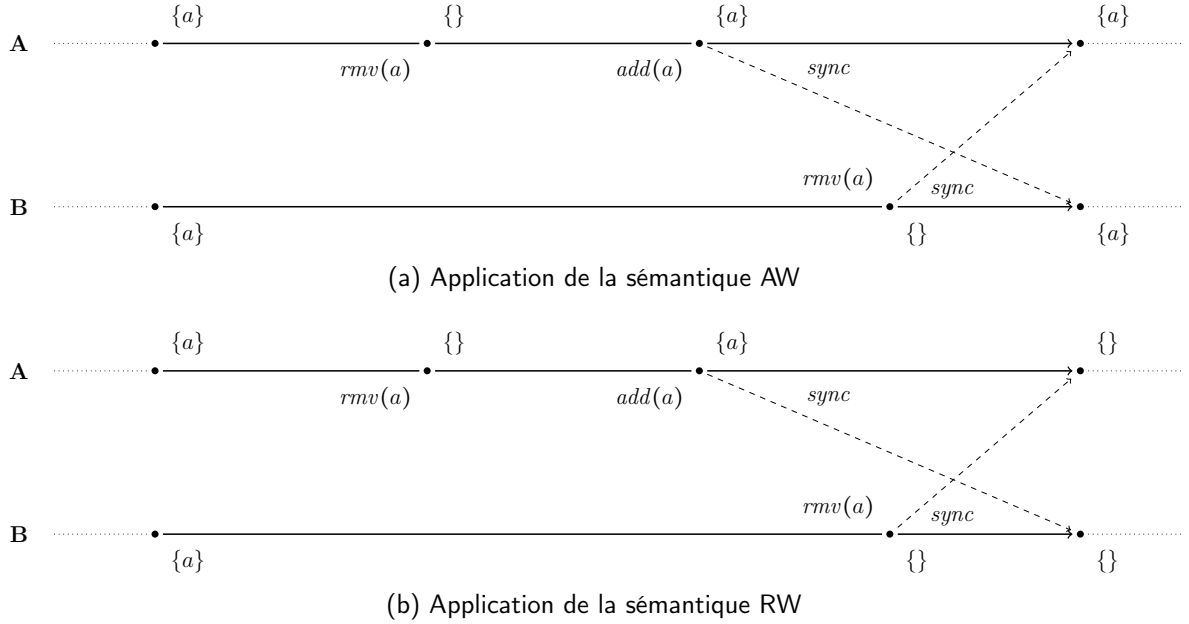 {a} {} {a} {a}
A
rmv(a) add(a) sync
rmv(a)
sync
B
{a} {} {a}
(a) Application de la sémantique AW
{a} {} {a} {}
A
rmv(a) add(a) sync
rmv(a)
sync
B
{a} {} {}
(b) Application de la sémantique RW